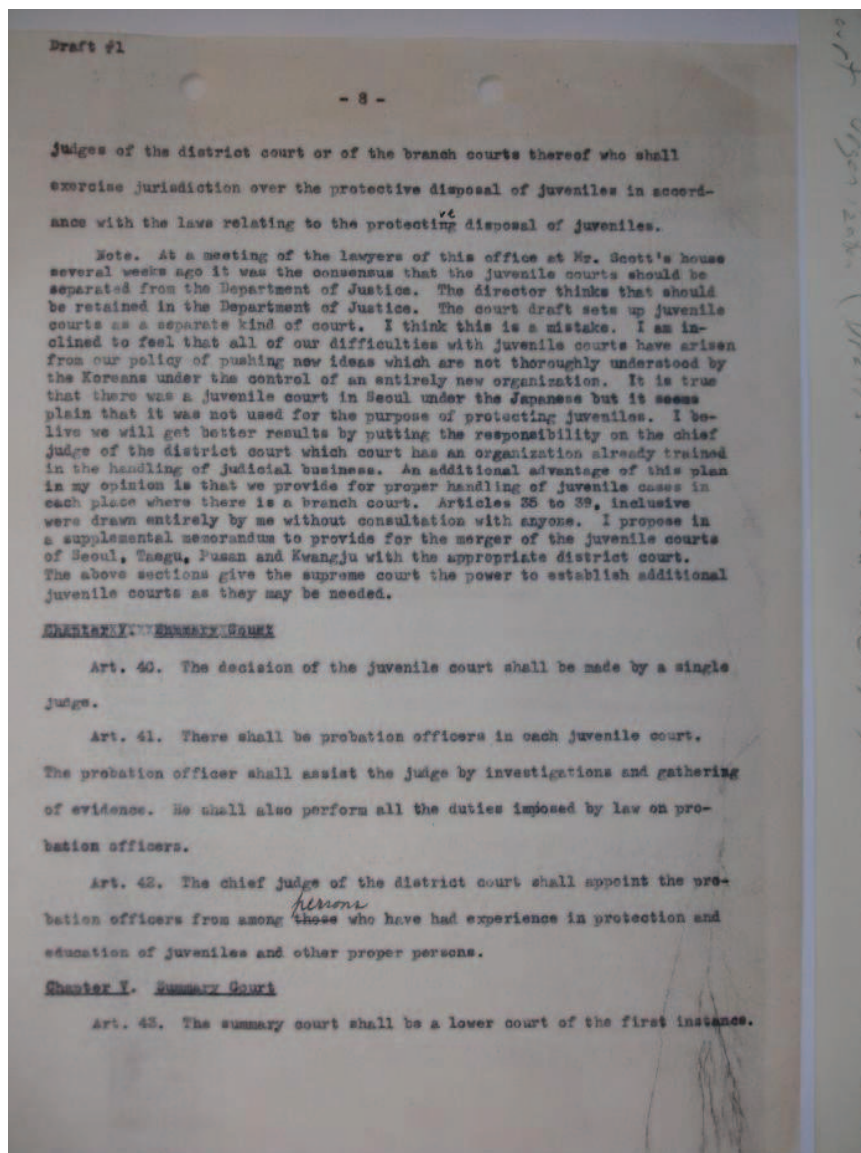 Draft #1
- 8 -
judges of the district court or of the branch courts thereof who shall
exercise jurisdiction over the protective disposal of juveniles in accord-
ance with the laws relating to the protecting ve disposal of juveniles.
Note. At a meeting of the lawyers of this office at Mr. Scott's house
several weeks ago it was the consensus that the juvenile courts should be
separated from the Department of Justice. The director thinks that should
be retained in the Department of Justice. The court draft sets up juvenile
courts as a separate kind of court. I think this is a mistake. I am in-
clined to feel that all of our difficulties with juvenile courts have arisen
from our policy of pushing new ideas which are not thoroughly understood by
the Koreans under the control of an entirely new organization. It is true
that there was a juvenile court in Seoul under the Japanese but it seems
plain that it was not used for the purpose of protecting juveniles. I be-
live we will get better results by putting the responsibility on the chief
judge of the district court which court has an organization already trained
in the handling of judicial business. An additional advantage of this plan
in my opinion is that we provide for proper handling of juvenile cases in
each place where there is a branch court. Articles 35 to 39, inclusive
were drawn entirely by me without consultation with anyone. I propose in
a supplemental memorandum to provide for the merger of the juvenile courts
of Seoul, Taegu, Pusan and Kwangju with the appropriate district court.
The above sections give the supreme court the power to establish additional
juvenile courts as they may be needed.
Chapter V. Summary Court
Art. 40. The decision of the juvenile court shall be made by a single
judge.
Art. 41. There shall be probation officers in each juvenile court.
The probation officer shall assist the judge by investigations and gathering
of evidence. He shall also perform all the duties imposed by law on pro-
bation officers.
Art. 42. The chief judge of the district court shall appoint the pro-
persons
bation officers from among those who have had experience in protection and
education of juveniles and other proper persons.
Chapter V. Summary Court
Art. 43. The summary court shall be a lower court of the first instance.